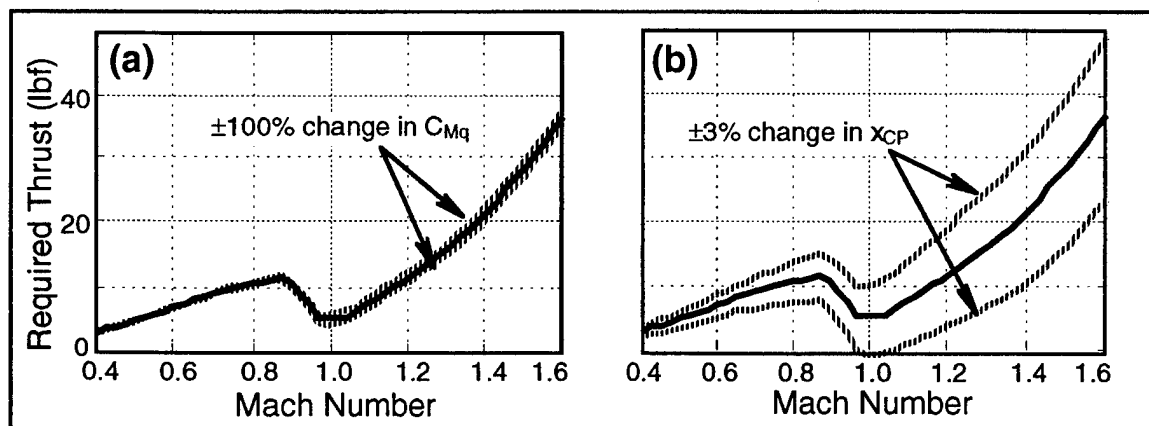 (a)
±100% change in CMq
Required Thrust (lbf)
40
20
0
0.4 0.6 0.8 1.0 1.2 1.4 1.6
Mach Number
(b)
±3% change in xCP
0.4 0.6 0.8 1.0 1.2 1.4 1.6
Mach Number